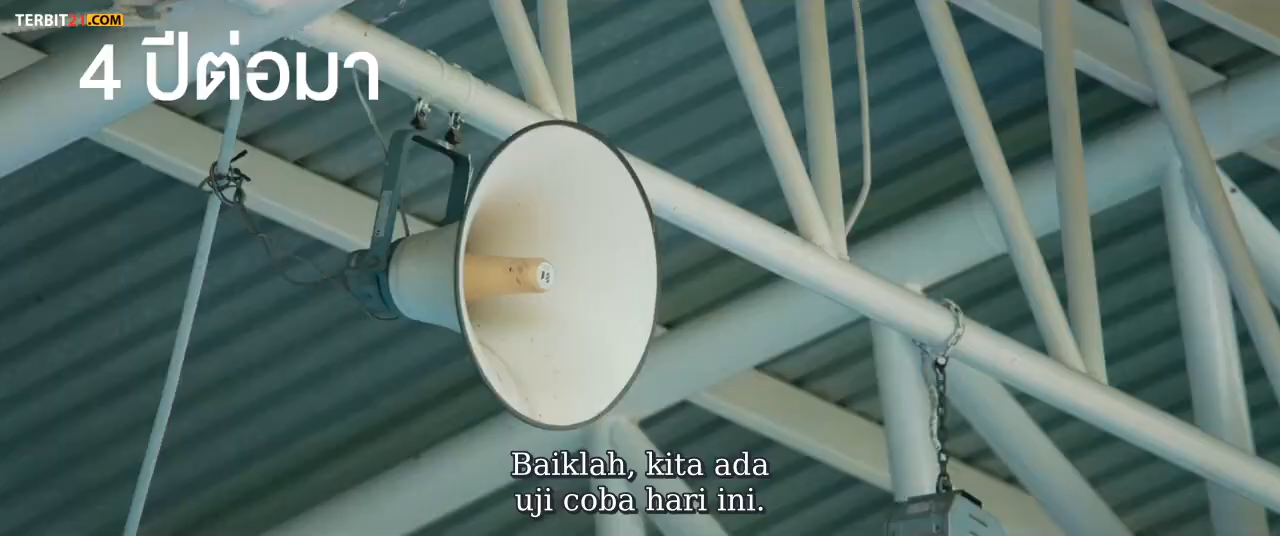 TERBIT21.COM
4 ปีต่อมา
Baiklah, kita ada
uji coba hari ini.